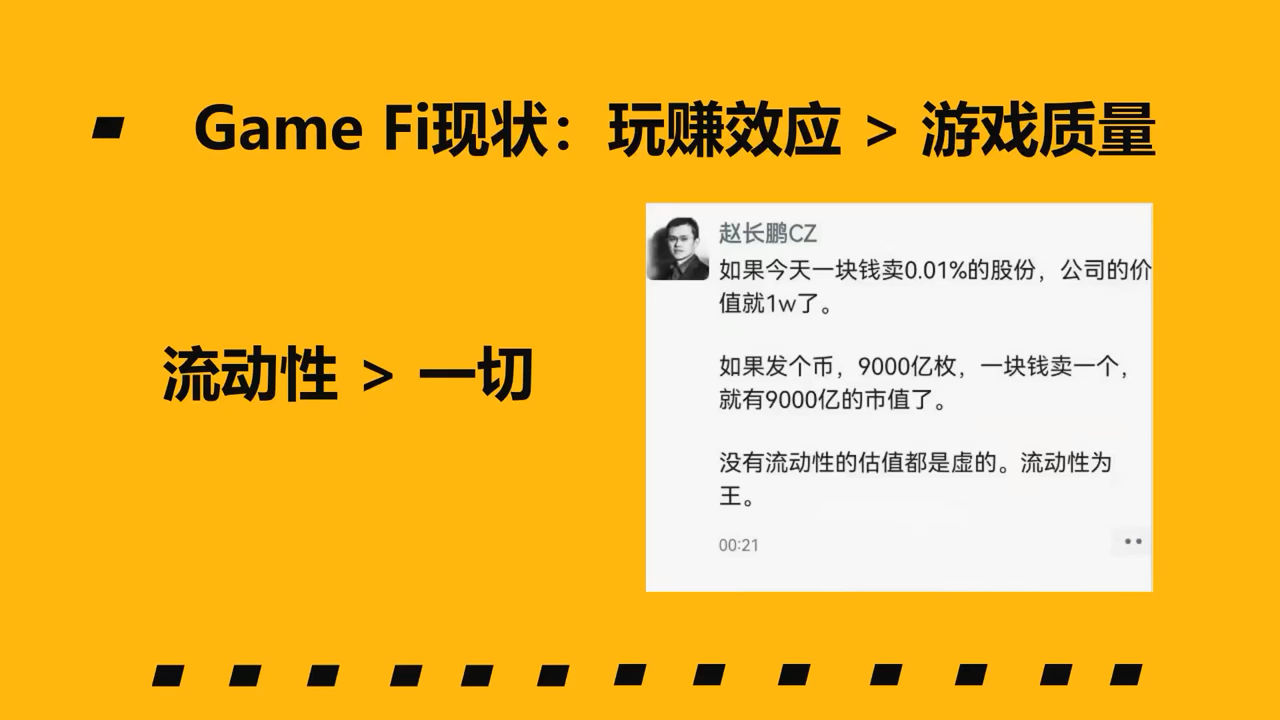 Game Fi现状：玩赚效应 > 游戏质量
流动性 > 一切
赵长鹏CZ
如果今天一块钱卖0.01%的股份，公司的价
值就1w了。
如果发个币，9000亿枚，一块钱卖一个，
就有9000亿的市值了。
没有流动性的估值都是虚的。流动性为
王。
00:21